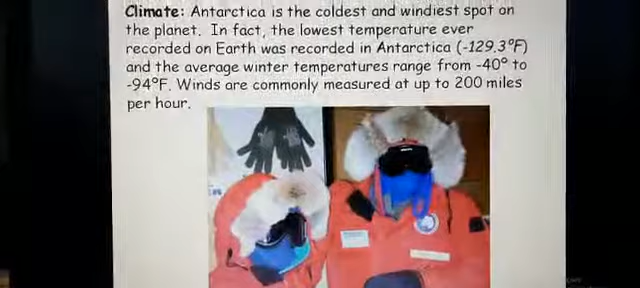 Climate: Antarctica is the coldest and windiest spot on
the planet. In fact, the lowest temperature ever
recorded on Earth was recorded in Antarctica (-129.3°F)
and the average winter temperatures range from -40° to
-94°F. Winds are commonly measured at up to 200 miles
per hour.